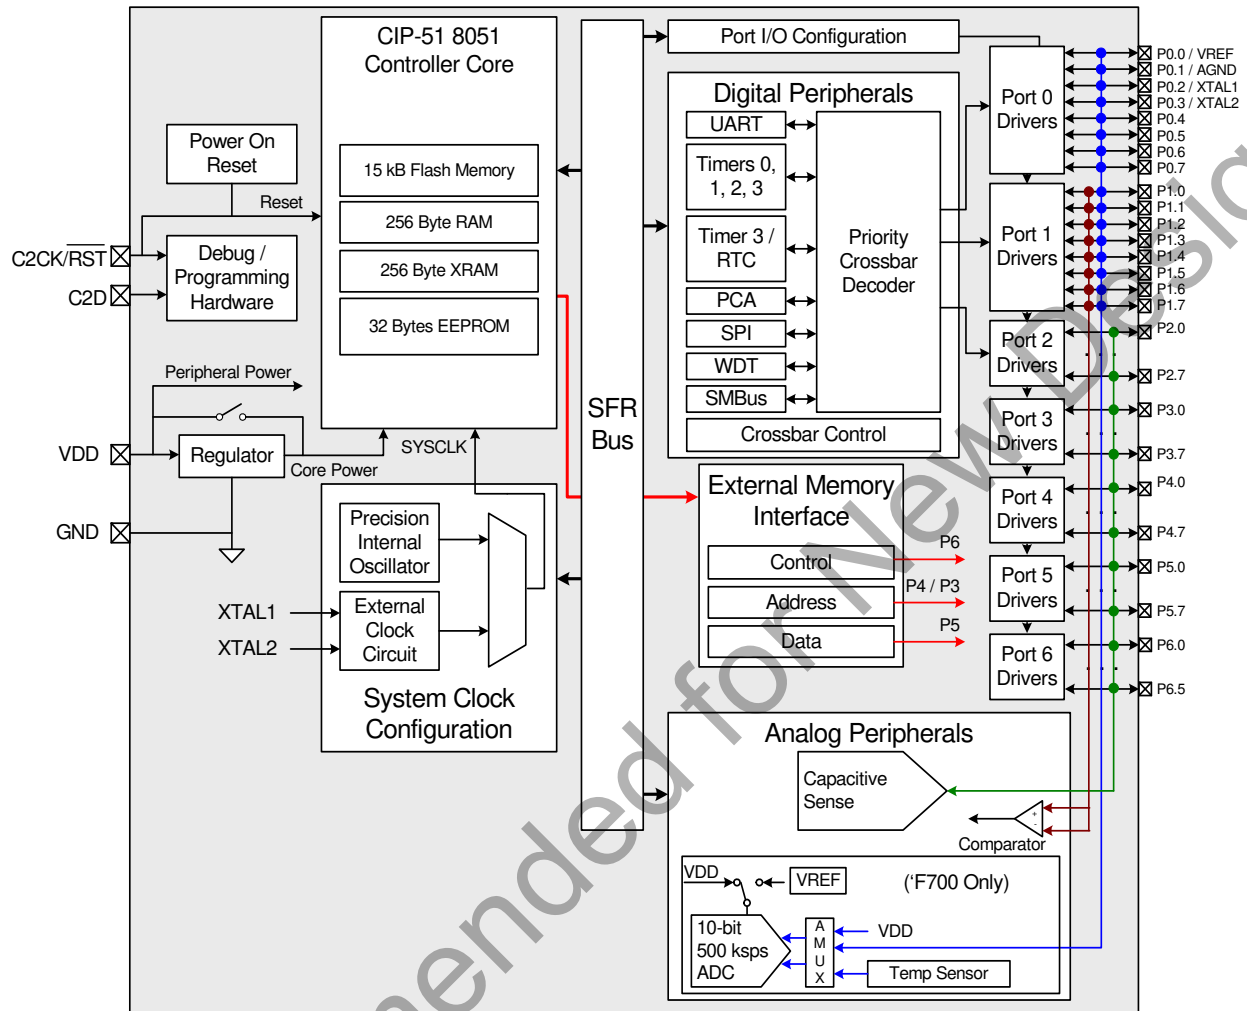 CIP-51 8051
Controller Core
15 kB Flash Memory
256 Byte RAM
256 Byte XRAM
32 Bytes EEPROM
Power On
Reset
Reset
Debug /
Programming
Hardware
C2CK/RST
C2D
Peripheral Power
VDD
Regulator
Core Power
GND
SYSCLK
Precision
Internal
Oscillator
XTAL1
XTAL2
External
Clock
Circuit
System Clock
Configuration
SFR
Bus
Port I/O Configuration
Digital Peripherals
UART
Timers 0,
1, 2, 3
Timer 3 /
RTC
PCA
SPI
WDT
SMBus
Priority
Crossbar
Decoder
Crossbar Control
External Memory
Interface
Control
Address
Data
P6
P4 / P3
P5
Port 0
Drivers
Port 1
Drivers
Port 2
Drivers
Port 3
Drivers
Port 4
Drivers
Port 5
Drivers
Port 6
Drivers
P0.0 / VREF
P0.1 / AGND
P0.2 / XTAL1
P0.3 / XTAL2
P0.4
P0.5
P0.6
P0.7
P1.0
P1.1
P1.2
P1.3
P1.4
P1.5
P1.6
P1.7
P2.0
P2.7
P3.0
P3.7
P4.0
P4.7
P5.0
P5.7
P6.0
P6.5
Analog Peripherals
Capacitive
Sense
+
-
Comparator
VDD
VREF
('F700 Only)
10-bit
500 ksps
ADC
A
M
U
X
VDD
Temp Sensor
ended for New Desig